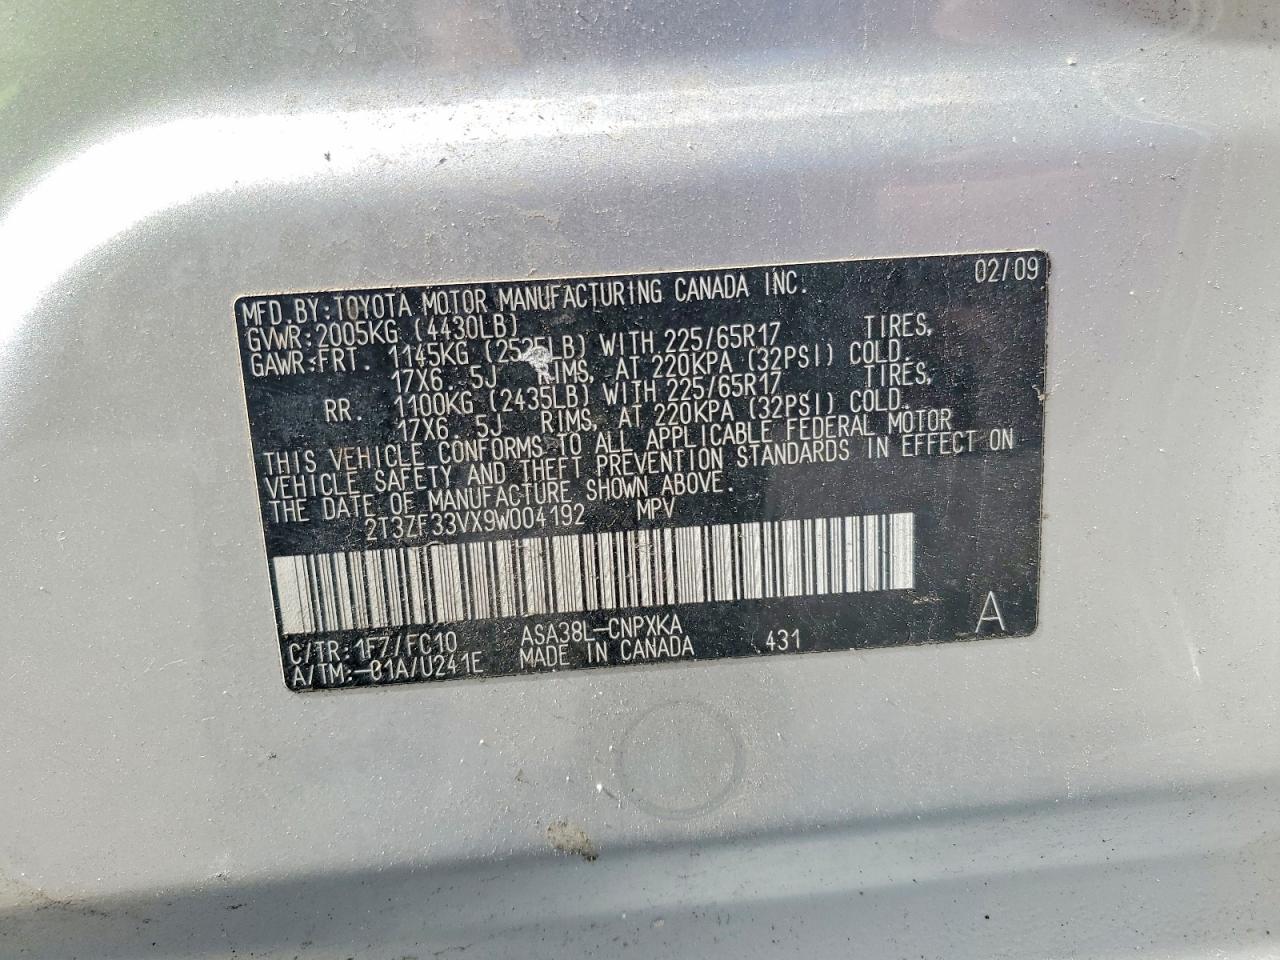 MFD.BY:TOYOTA MOTOR MANUFACTURING CANADA INC. 02/09
GVWR:2005KG (4430LB)
GAWR:FRT. 1145KG (2525LB) WITH 225/65R17 TIRES,
17X6.5J RIMS, AT 220KPA (32PSI) COLD.
RR. 1100KG (2435LB) WITH 225/65R17 TIRES,
17X6.5J RIMS, AT 220KPA (32PSI) COLD.
THIS VEHICLE CONFORMS TO ALL APPLICABLE FEDERAL MOTOR
VEHICLE SAFETY AND THEFT PREVENTION STANDARDS IN EFFECT ON
THE DATE OF MANUFACTURE SHOWN ABOVE.
2T3ZF33VX9W004192 MPV
C/TR:1F7/FC10 ASA38L-CNPXKA
A/TM:-81A/U241E MADE IN CANADA 431 A